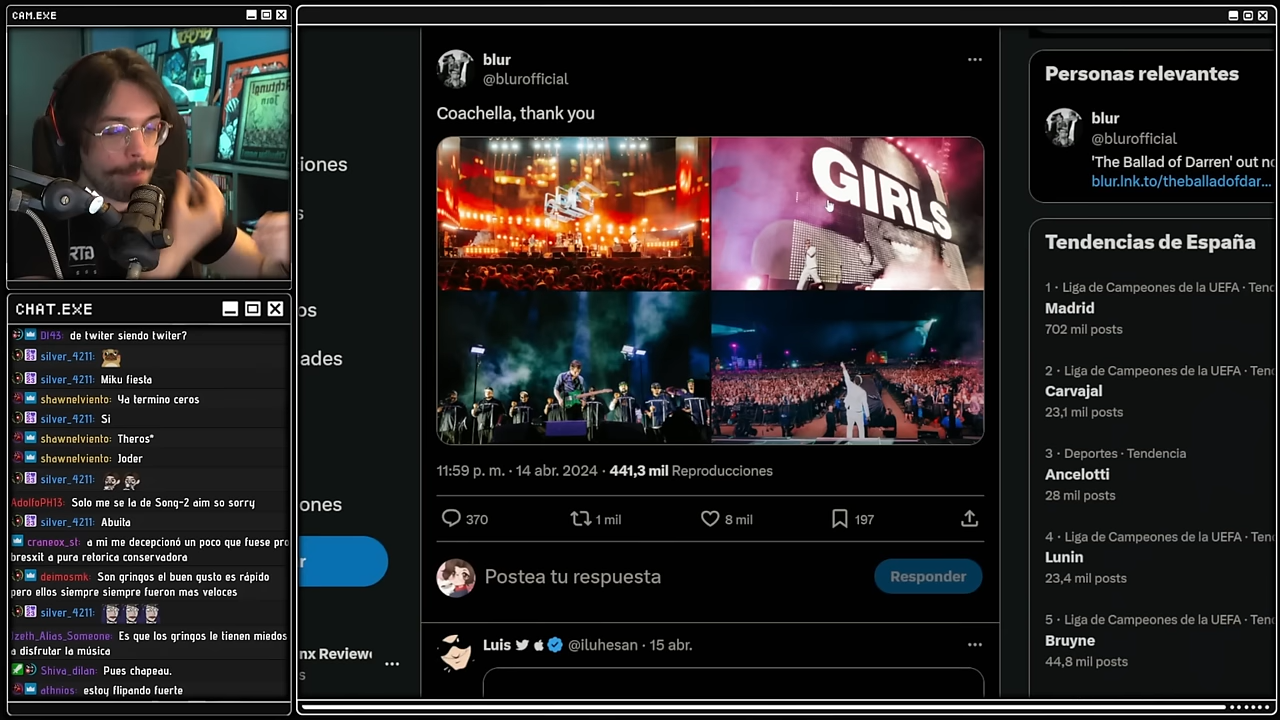 CAM.EXE
RTA
CHAT.EXE
DI43: de twiter siendo twiter?
silver_4211:
silver_4211: Miku fiesta
shawnelviento: Ya termino ceros
silver_4211: Si
shawnelviento: Theros*
shawnelviento: Joder
silver_4211:
AdolfoPH13: Solo me se la de Song-2 aim so sorry
silver_4211: Abuita
craneox_st: a mi me decepcionó un poco que fuese pro
bresxit a pura retorica conservadora
deimosmk: Son gringos el buen gusto es rápido
pero ellos siempre siempre fueron mas veloces
silver_4211:
Izeth_Alias_Someone: Es que los gringos le tienen miedos
a disfrutar la música
Shiva_dilan: Pues chapeau.
athnios: estoy flipando fuerte
iones
s
os
ades
ones
r
nx Review
s
blur
@blurofficial
Coachella, thank you
GIRLS
11:59 p. m. · 14 abr. 2024 · 441,3 mil Reproducciones
370
1 mil
8 mil
197
Postea tu respuesta
Responder
Luis @iluhesan · 15 abr.
Personas relevantes
blur
@blurofficial
'The Ballad of Darren' out no
blur.lnk.to/theballadofdar...
Tendencias de España
1 · Liga de Campeones de la UEFA · Tend
Madrid
702 mil posts
2 · Liga de Campeones de la UEFA · Tend
Carvajal
23,1 mil posts
3 · Deportes · Tendencia
Ancelotti
28 mil posts
4 · Liga de Campeones de la UEFA · Tend
Lunin
23,4 mil posts
5 · Liga de Campeones de la UEFA · Tend
Bruyne
44,8 mil posts